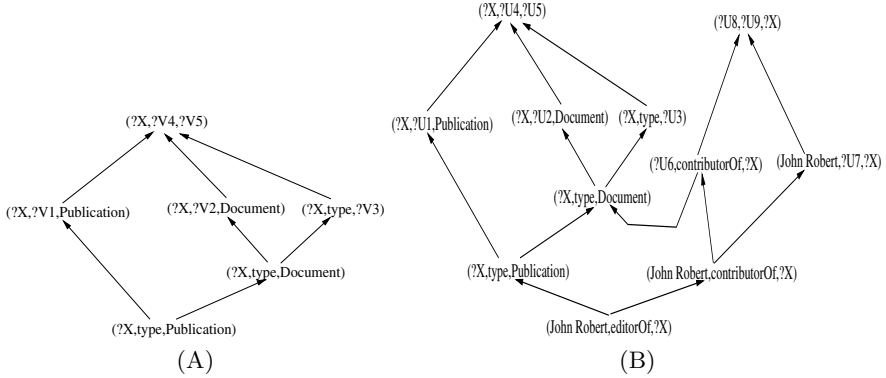 (?X,?V4,?V5)
(?X,?V1,Publication)
(?X,?V2,Document)
(?X,type,?V3)
(?X,type,Document)
(?X,type,Publication)
(A)
(?X,?U4,?U5)
(?U8,?U9,?X)
(?X,?U1,Publication)
(?X,?U2,Document)
(?X,type,?U3)
(?U6,contributorOf,?X)
(John Robert,?U7,?X)
(?X,type,Document)
(?X,type,Publication)
(John Robert,contributorOf,?X)
(John Robert,editorOf,?X)
(B)